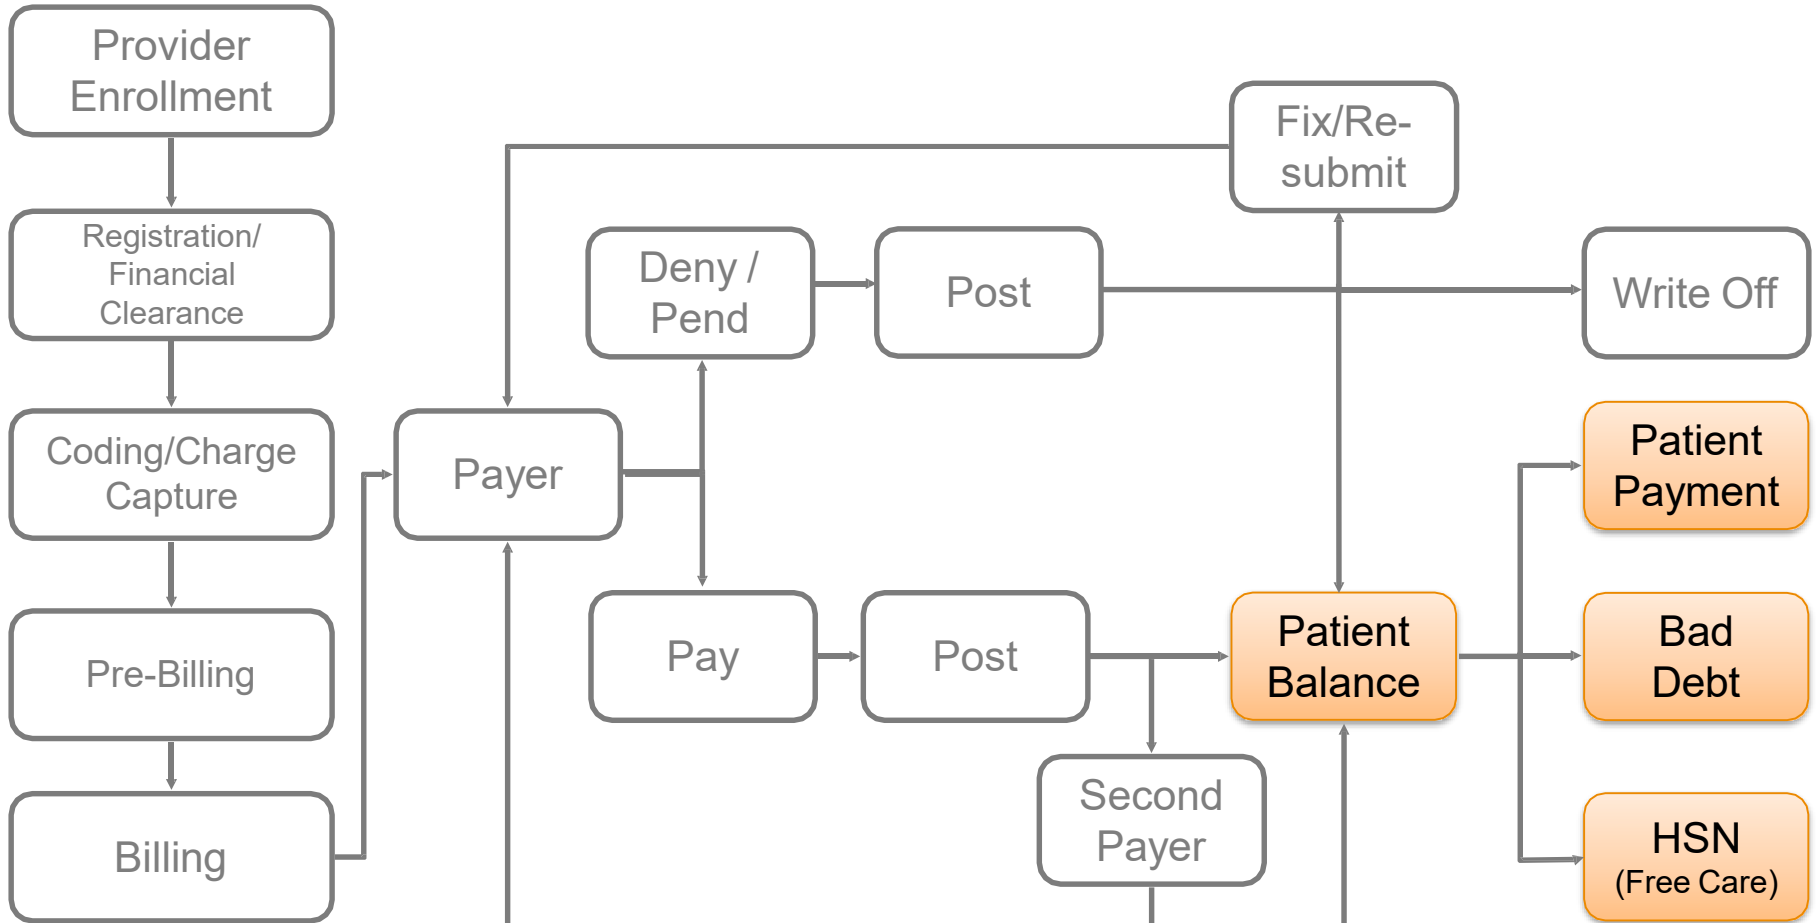 Provider
Enrollment
Registration/
Financial
Clearance
Coding/Charge
Capture
Pre-Billing
Billing
Payer
Deny /
Pend
Post
Fix/Re-
submit
Write Off
Pay
Post
Second
Payer
Patient
Balance
Patient
Payment
Bad
Debt
HSN
(Free Care)